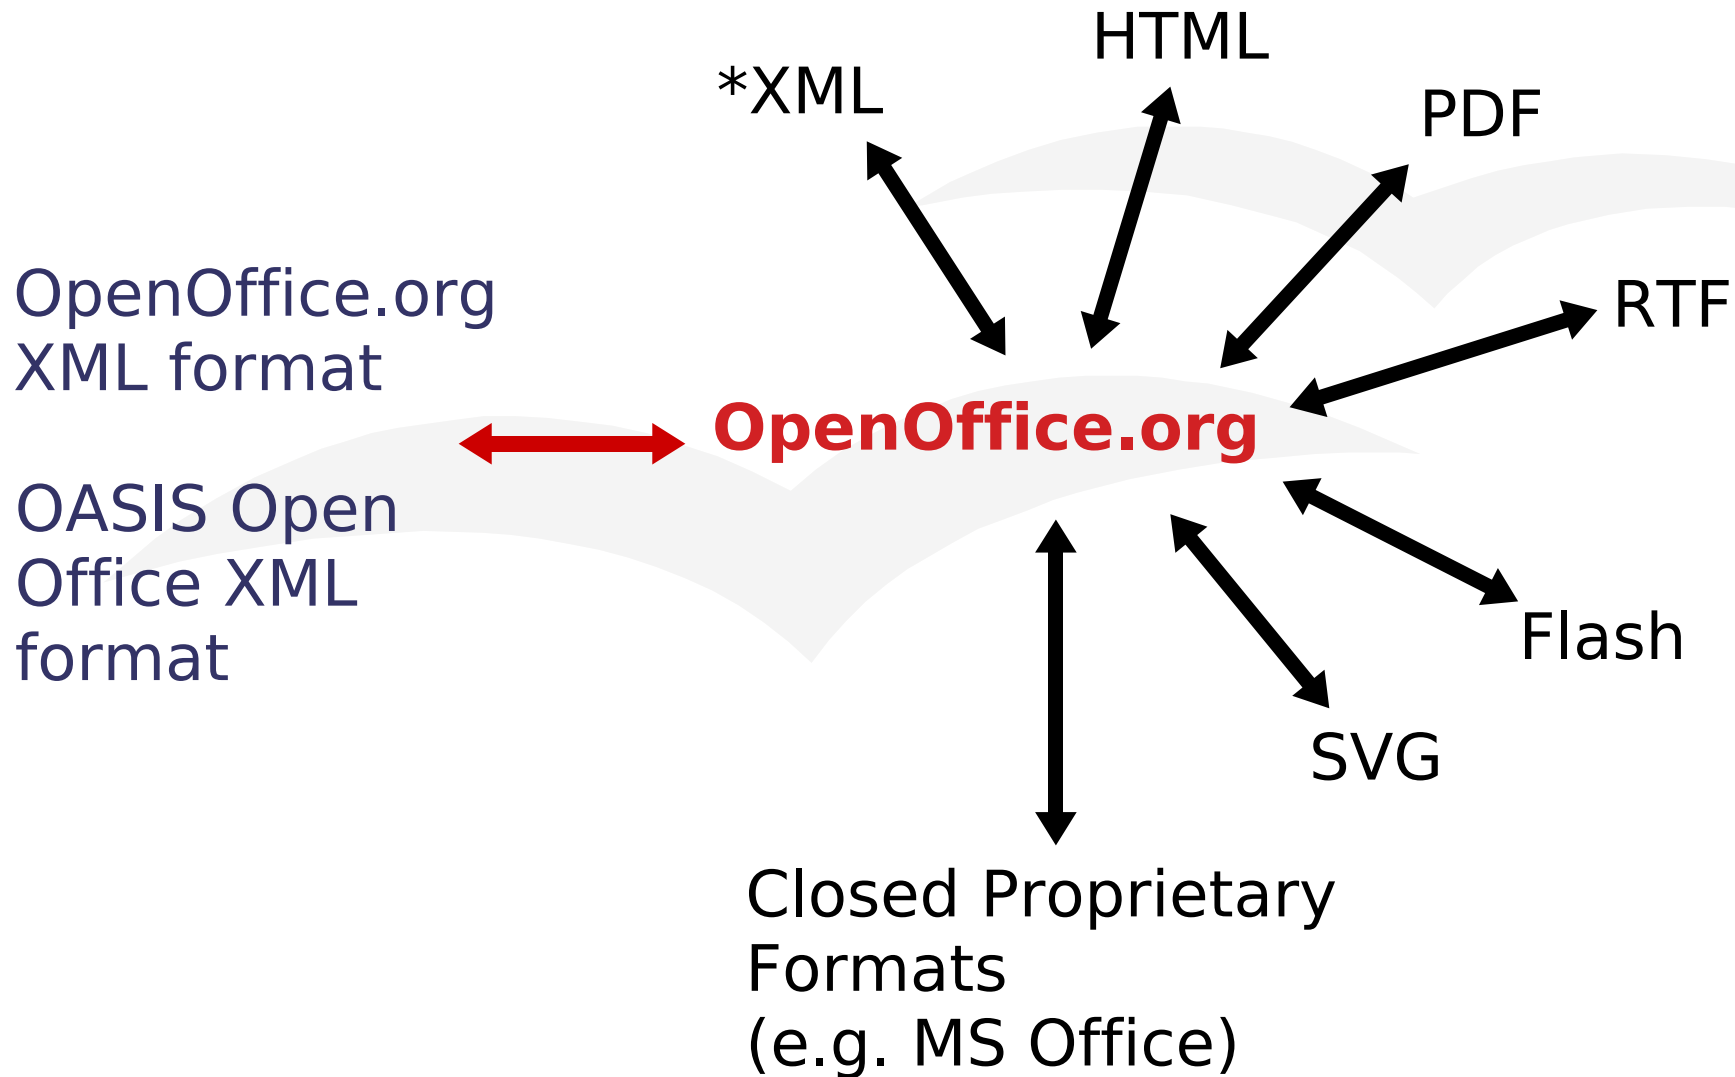 HTML
*XML
PDF
OpenOffice.org
XML format
RTF
OpenOffice.org
OASIS Open
Office XML
format
Flash
SVG
Closed Proprietary
Formats
(e.g. MS Office)